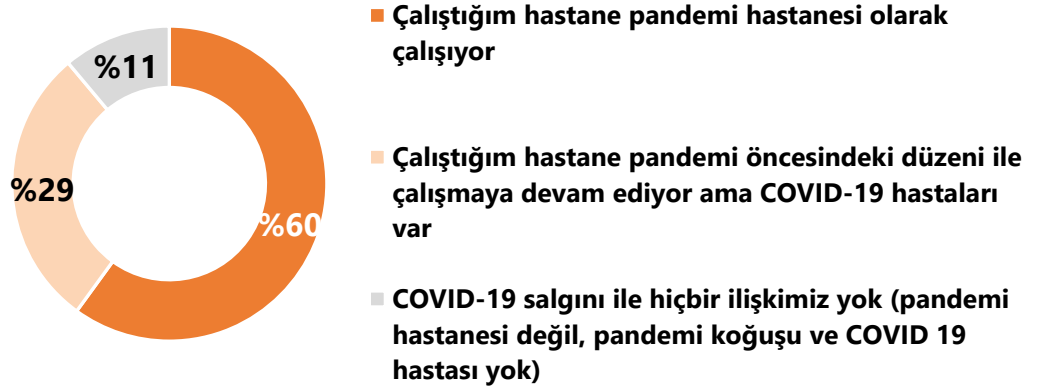 %11
%29
%60
Çalıştığım hastane pandemi hastanesi olarak
çalışıyor
Çalıştığım hastane pandemi öncesindeki düzeni ile
çalışmaya devam ediyor ama COVID-19 hastaları
var
COVID-19 salgını ile hiçbir ilişkimiz yok (pandemi
hastanesi değil, pandemi koğuşu ve COVID 19
hastası yok)